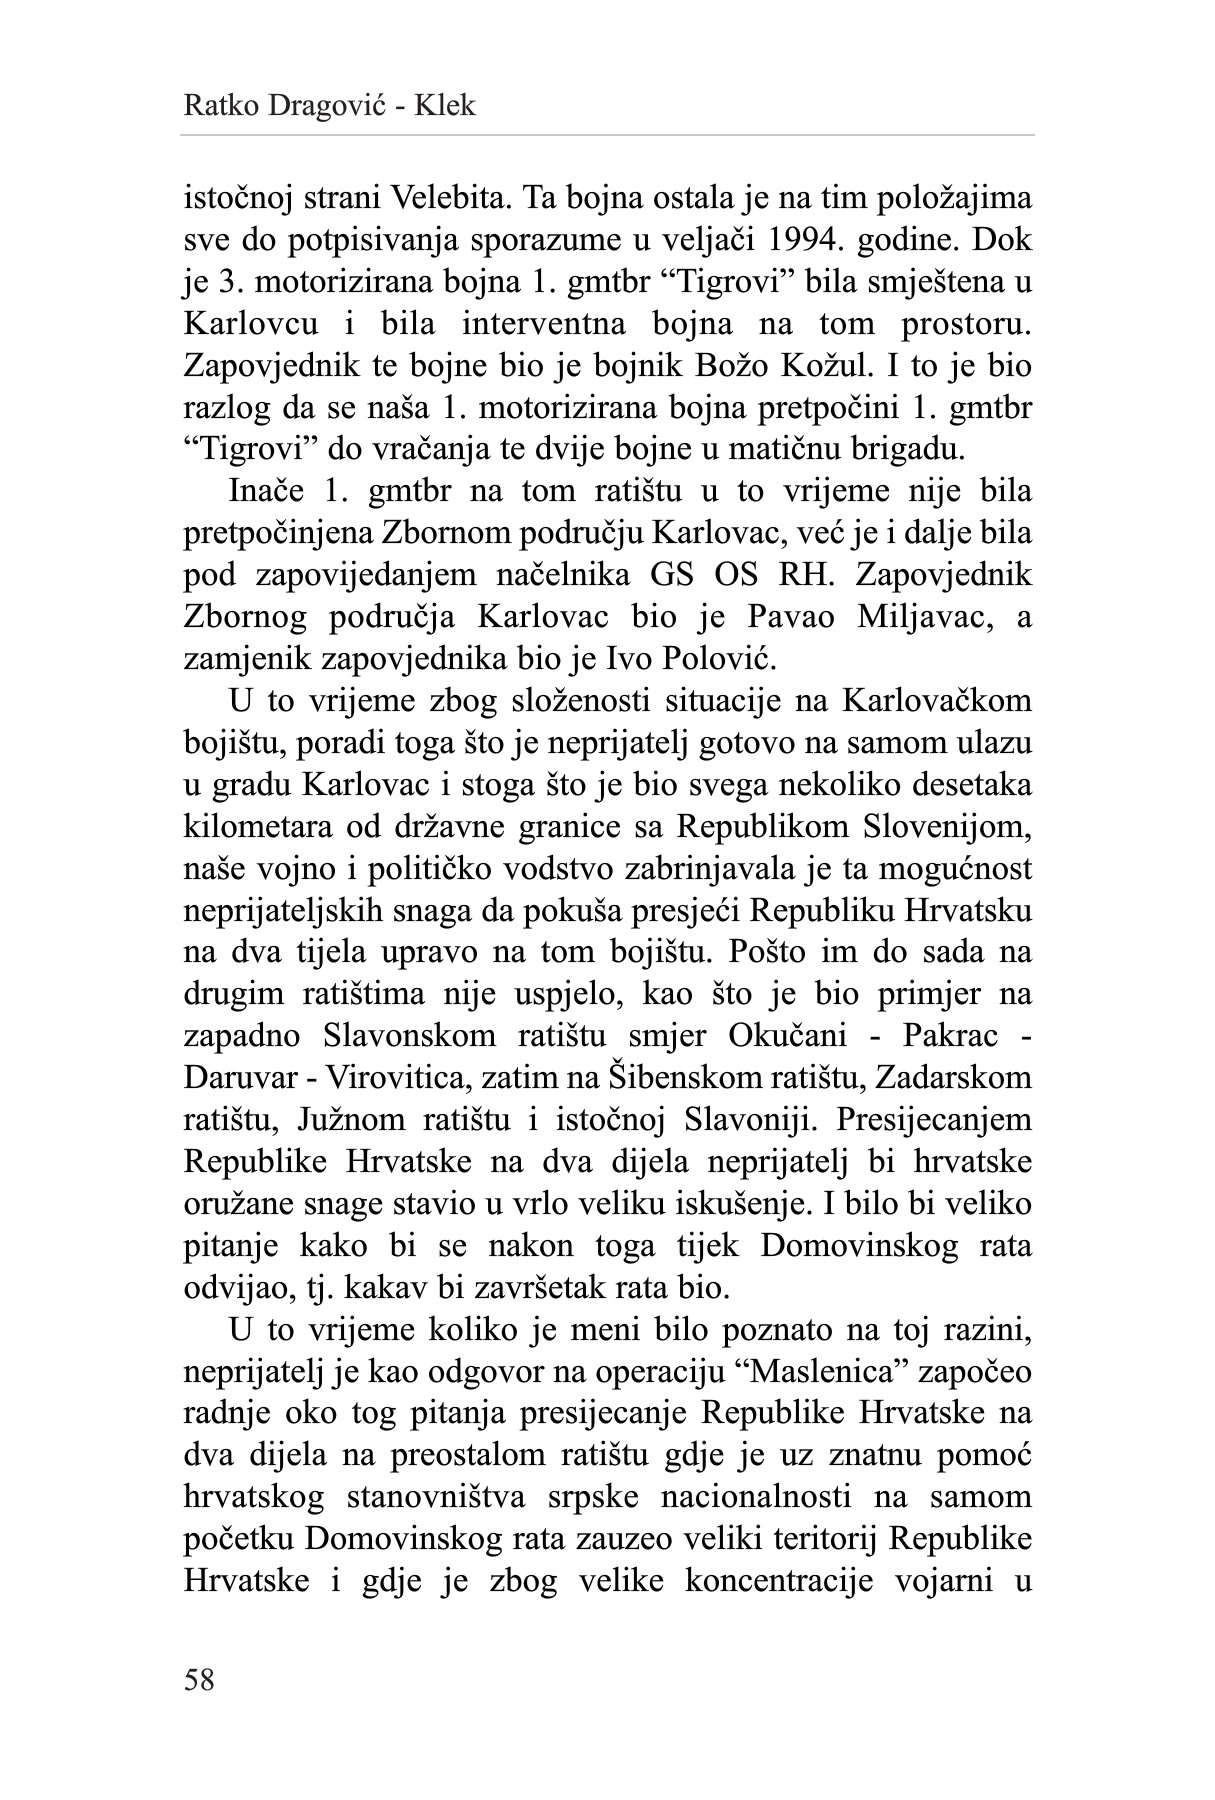 Ratko Dragović - Klek
istočnoj strani Velebita. Ta bojna ostala je na tim položajima
sve do potpisivanja sporazume u veljači 1994. godine. Dok
je 3. motorizirana bojna 1. gmtbr “Tigrovi” bila smještena u
Karlovcu i bila interventna bojna na tom prostoru.
Zapovjednik te bojne bio je bojnik Božo Kožul. I to je bio
razlog da se naša 1. motorizirana bojna pretpočini 1. gmtbr
“Tigrovi” do vračanja te dvije bojne u matičnu brigadu.
Inače 1. gmtbr na tom ratištu u to vrijeme nije bila
pretpočinjena Zbornom području Karlovac, već je i dalje bila
pod zapovijedanjem načelnika GS OS RH. Zapovjednik
Zbornog područja Karlovac bio je Pavao Miljavac, a
zamjenik zapovjednika bio je Ivo Polović.
U to vrijeme zbog složenosti situacije na Karlovačkom
bojištu, poradi toga što je neprijatelj gotovo na samom ulazu
u gradu Karlovac i stoga što je bio svega nekoliko desetaka
kilometara od državne granice sa Republikom Slovenijom,
naše vojno i političko vodstvo zabrinjavala je ta mogućnost
neprijateljskih snaga da pokuša presjeći Republiku Hrvatsku
na dva tijela upravo na tom bojištu. Pošto im do sada na
drugim ratištima nije uspjelo, kao što je bio primjer na
zapadno Slavonskom ratištu smjer Okučani - Pakrac -
Daruvar - Virovitica, zatim na Šibenskom ratištu, Zadarskom
ratištu, Južnom ratištu i istočnoj Slavoniji. Presijecanjem
Republike Hrvatske na dva dijela neprijatelj bi hrvatske
oružane snage stavio u vrlo veliku iskušenje. I bilo bi veliko
pitanje kako bi se nakon toga tijek Domovinskog rata
odvijao, tj. kakav bi završetak rata bio.
U to vrijeme koliko je meni bilo poznato na toj razini,
neprijatelj je kao odgovor na operaciju “Maslenica” započeo
radnje oko tog pitanja presijecanje Republike Hrvatske na
dva dijela na preostalom ratištu gdje je uz znatnu pomoć
hrvatskog stanovništva srpske nacionalnosti na samom
početku Domovinskog rata zauzeo veliki teritorij Republike
Hrvatske i gdje je zbog velike koncentracije vojarni u
58